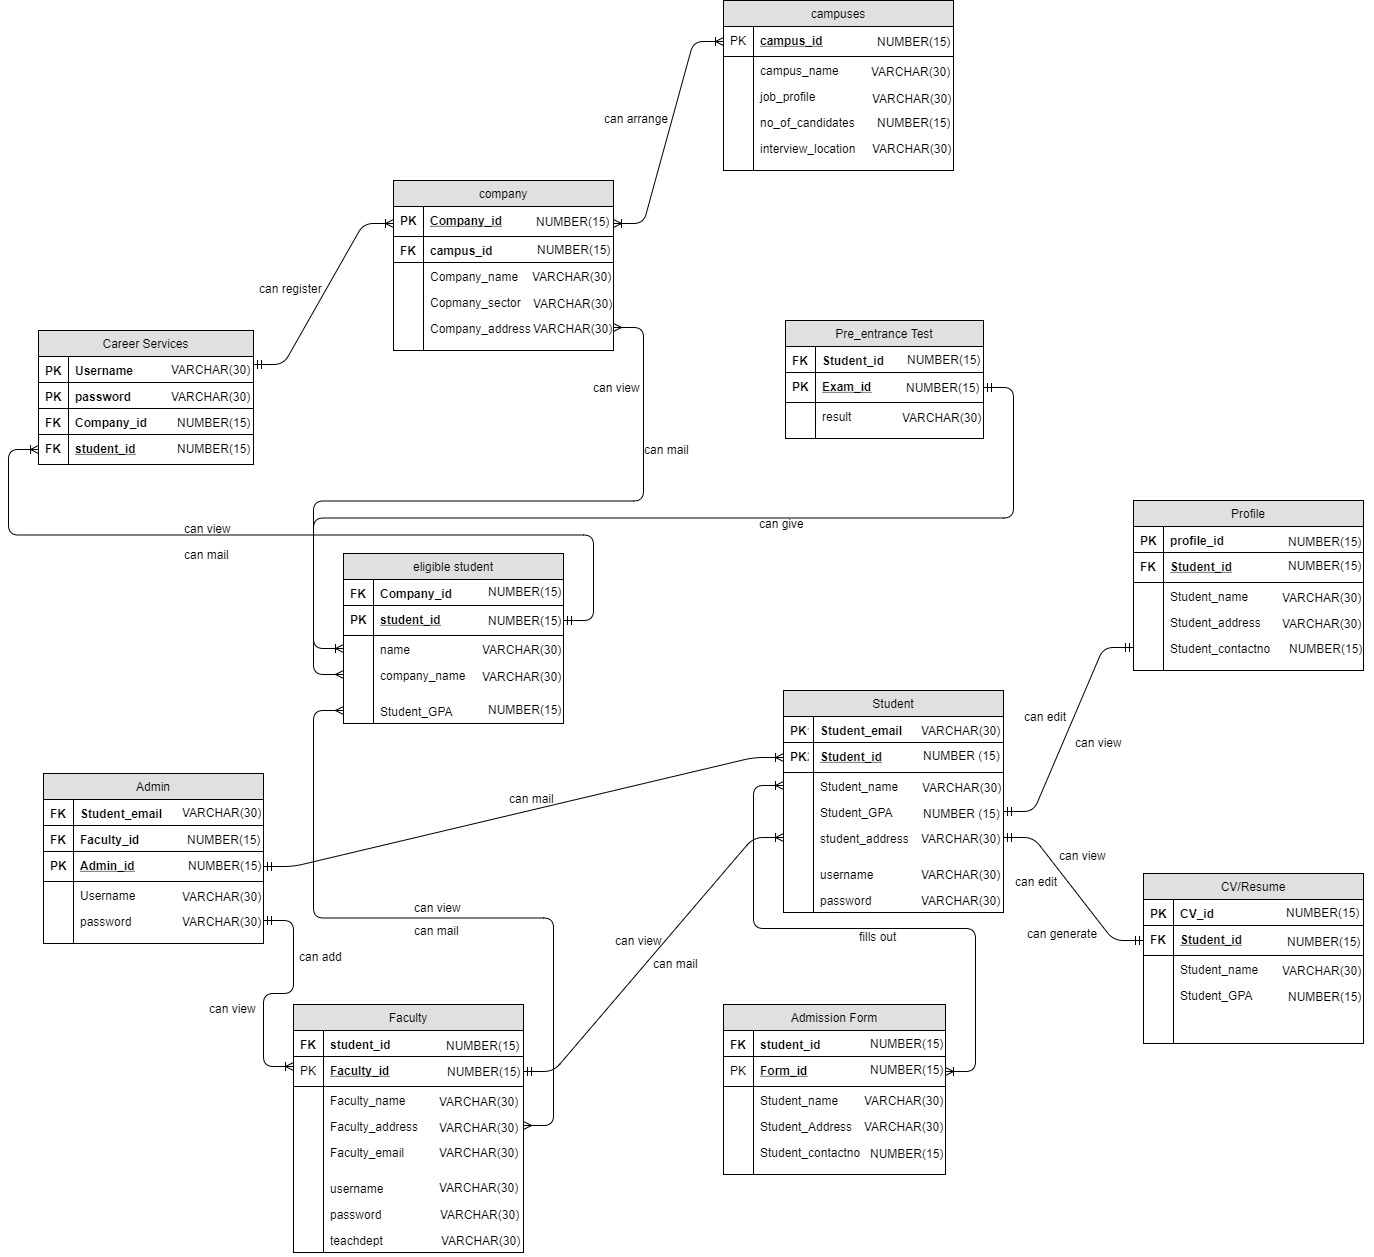 campuses
PK campus_id NUMBER(15)
campus_name VARCHAR(30)
job_profile VARCHAR(30)
no_of_candidates NUMBER(15)
interview_location VARCHAR(30)
can arrange
company
PK Company_id NUMBER(15)
FK campus_id NUMBER(15)
Company_name VARCHAR(30)
Copmany_sector VARCHAR(30)
Company_address VARCHAR(30)
can register
Career Services
PK Username VARCHAR(30)
PK password VARCHAR(30)
FK Company_id NUMBER(15)
FK student_id NUMBER(15)
Pre_entrance Test
FK Student_id NUMBER(15)
PK Exam_id NUMBER(15)
result VARCHAR(30)
can view
can mail
can give
can view
can mail
eligible student
FK Company_id NUMBER(15)
PK student_id NUMBER(15)
name VARCHAR(30)
company_name VARCHAR(30)
Student_GPA NUMBER(15)
Profile
PK profile_id NUMBER(15)
FK Student_id NUMBER(15)
Student_name VARCHAR(30)
Student_address VARCHAR(30)
Student_contactno NUMBER(15)
Student
PK Student_email VARCHAR(30)
PK Student_id NUMBER (15)
Student_name VARCHAR(30)
Student_GPA NUMBER (15)
student_address VARCHAR(30)
username VARCHAR(30)
password VARCHAR(30)
can edit
can view
Admin
FK Student_email VARCHAR(30)
FK Faculty_id NUMBER(15)
PK Admin_id NUMBER(15)
Username VARCHAR(30)
password VARCHAR(30)
can mail
can view
can edit
can generate
CV/Resume
PK CV_id NUMBER(15)
FK Student_id NUMBER(15)
Student_name VARCHAR(30)
Student_GPA NUMBER(15)
can view
can mail
can view
can mail
fills out
can add
can view
Faculty
FK student_id NUMBER(15)
PK Faculty_id NUMBER(15)
Faculty_name VARCHAR(30)
Faculty_address VARCHAR(30)
Faculty_email VARCHAR(30)
username VARCHAR(30)
password VARCHAR(30)
teachdept VARCHAR(30)
Admission Form
FK student_id NUMBER(15)
PK Form_id NUMBER(15)
Student_name VARCHAR(30)
Student_Address VARCHAR(30)
Student_contactno NUMBER(15)